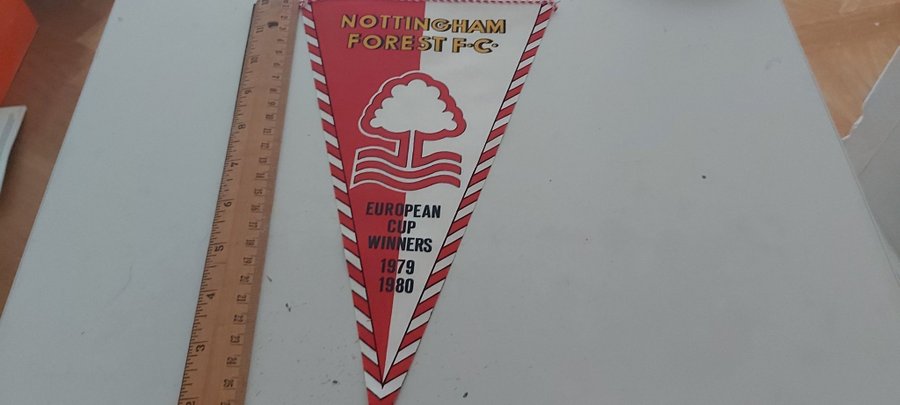 NOTTINGHAM
FOREST F·C·
EUROPEAN
CUP
WINNERS
1979
1980